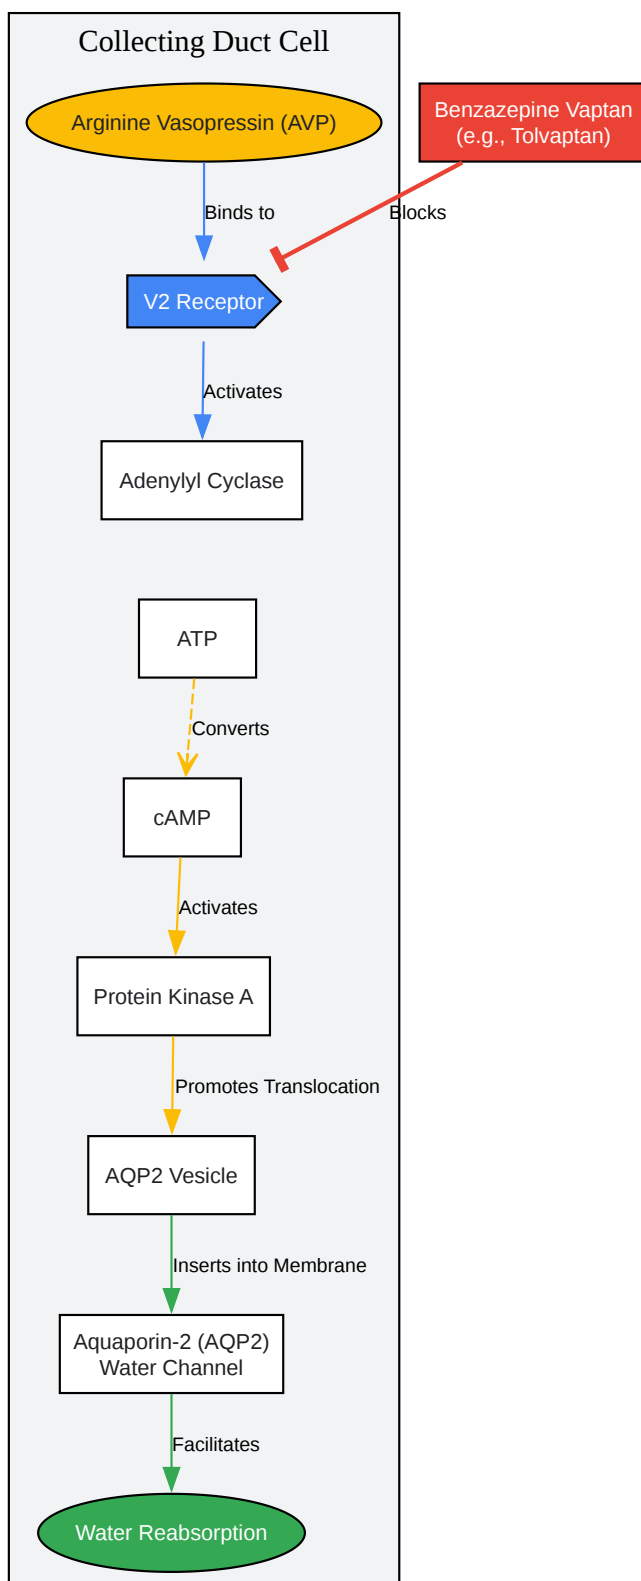 Collecting Duct Cell
Arginine Vasopressin (AVP)
Benzazepine Vaptan
(e.g., Tolvaptan)
Binds to
Blocks
V2 Receptor
Activates
Adenylyl Cyclase
ATP
Converts
cAMP
Activates
Protein Kinase A
Promotes Translocation
AQP2 Vesicle
Inserts into Membrane
Aquaporin-2 (AQP2)
Water Channel
Facilitates
Water Reabsorption